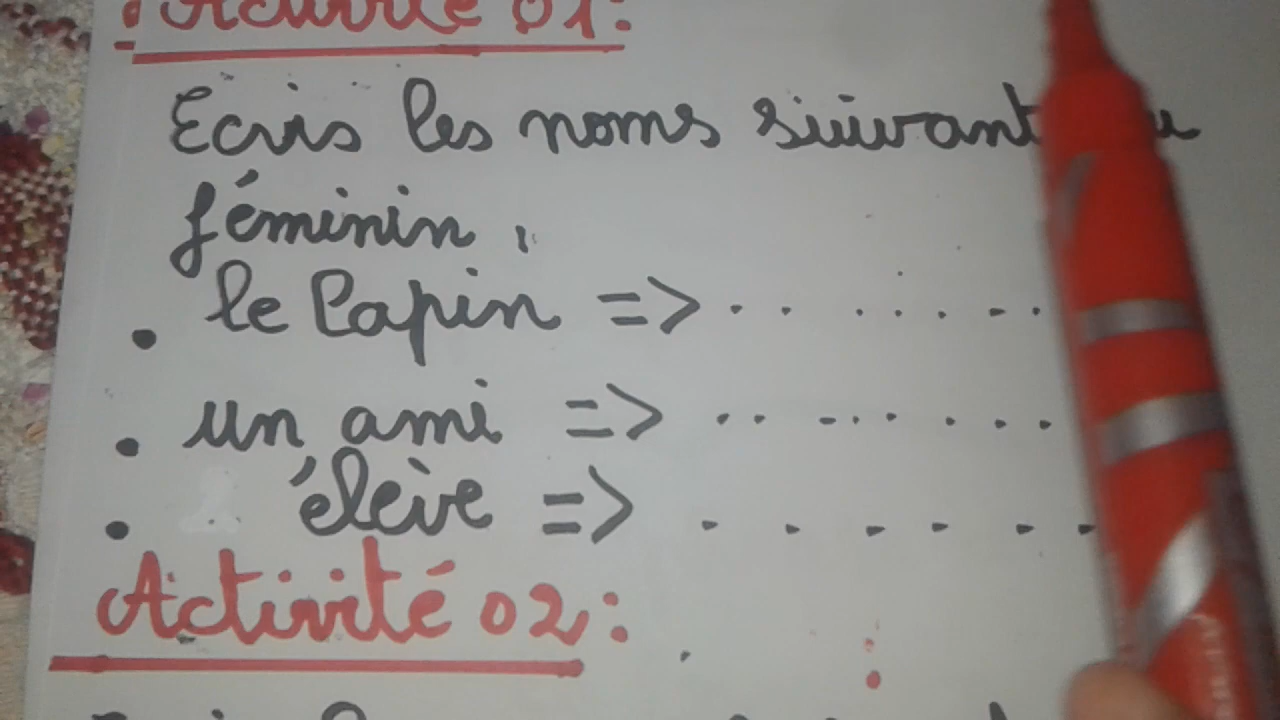 Activité 01:
Ecris les noms suivant
féminin,
• le lapin => . . . . . . .
• un ami => . . . . . . .
• élève => . . . . . .
Activité 02: